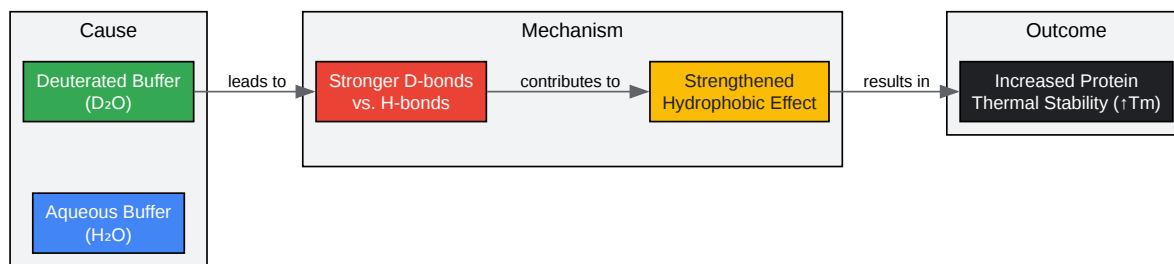 Cause
Mechanism
Outcome
Deuterated Buffer
(D₂O)
leads to
Stronger D-bonds
vs. H-bonds
contributes to
Strengthened
Hydrophobic Effect
results in
Increased Protein
Thermal Stability (↑Tm)
Aqueous Buffer
(H₂O)